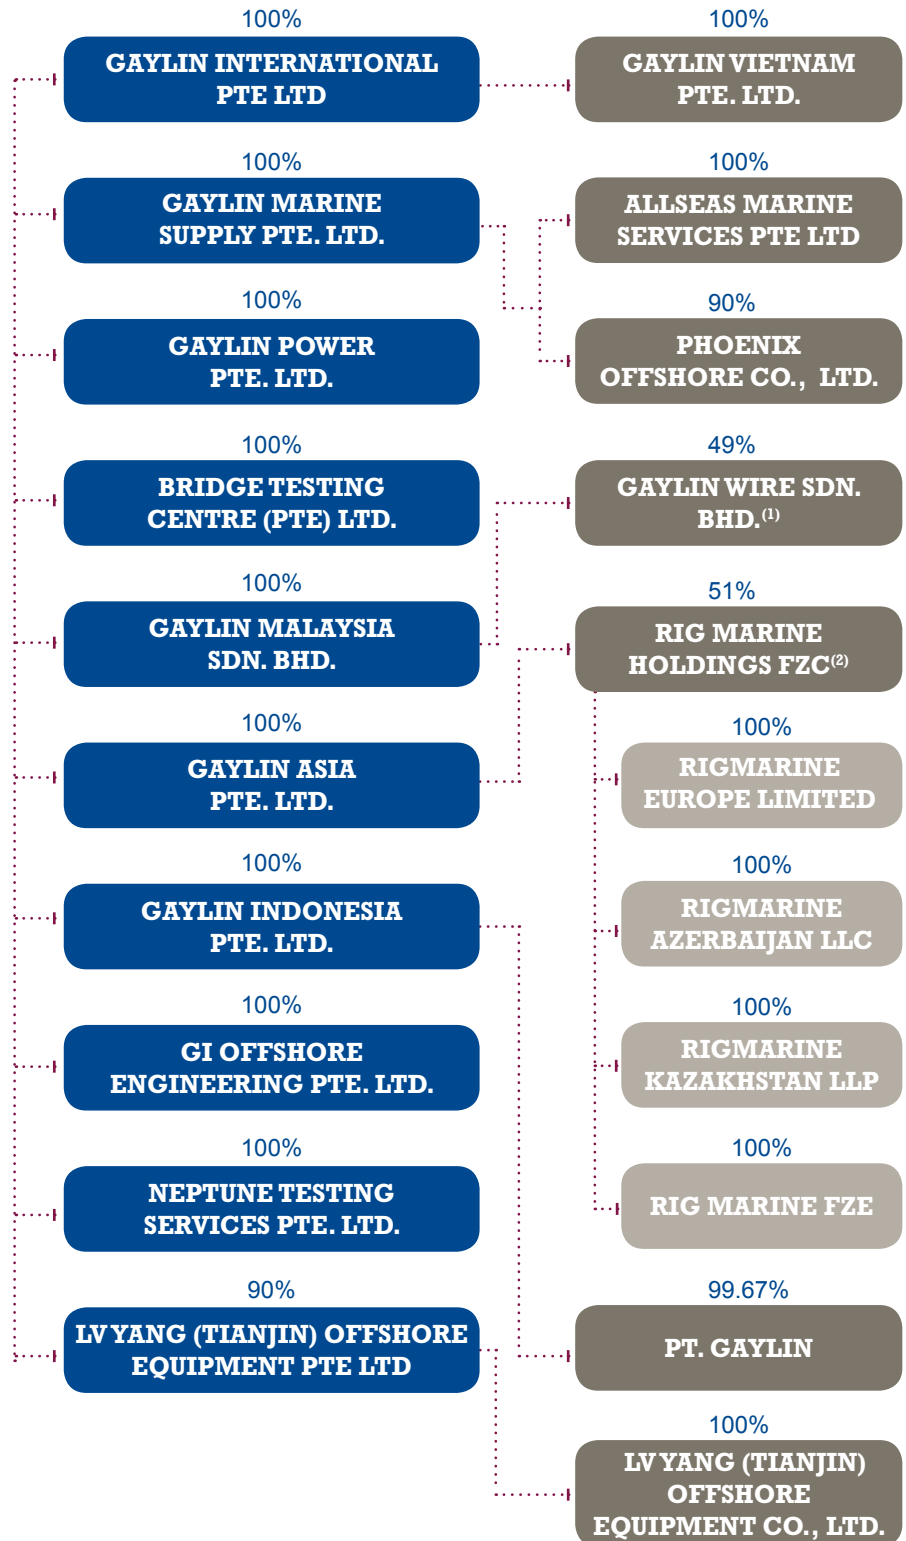 100%
GAYLIN INTERNATIONAL
PTE LTD
100%
GAYLIN VIETNAM
PTE. LTD.
100%
GAYLIN MARINE
SUPPLY PTE. LTD.
100%
ALLSEAS MARINE
SERVICES PTE LTD
100%
GAYLIN POWER
PTE. LTD.
90%
PHOENIX
OFFSHORE CO., LTD.
100%
BRIDGE TESTING
CENTRE (PTE) LTD.
49%
GAYLIN WIRE SDN.
BHD.(1)
100%
GAYLIN MALAYSIA
SDN. BHD.
51%
RIG MARINE
HOLDINGS FZC(2)
100%
GAYLIN ASIA
PTE. LTD.
100%
RIGMARINE
EUROPE LIMITED
100%
GAYLIN INDONESIA
PTE. LTD.
100%
RIGMARINE
AZERBAIJAN LLC
100%
GI OFFSHORE
ENGINEERING PTE. LTD.
100%
RIGMARINE
KAZAKHSTAN LLP
100%
NEPTUNE TESTING
SERVICES PTE. LTD.
100%
RIG MARINE FZE
90%
LV YANG (TIANJIN) OFFSHORE
EQUIPMENT PTE LTD
99.67%
PT. GAYLIN
100%
LV YANG (TIANJIN)
OFFSHORE
EQUIPMENT CO., LTD.